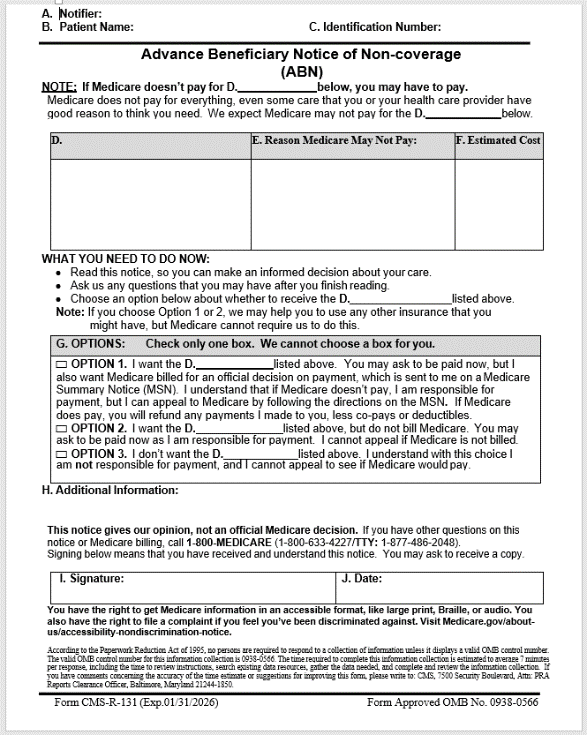 A. Notifier:
B. Patient Name: C. Identification Number:
Advance Beneficiary Notice of Non-coverage
(ABN)
NOTE: If Medicare doesn't pay for D.____________below, you may have to pay.
Medicare does not pay for everything, even some care that you or your health care provider have
good reason to think you need. We expect Medicare may not pay for the D.____________below.
D. E. Reason Medicare May Not Pay: F. Estimated Cost
WHAT YOU NEED TO DO NOW:
• Read this notice, so you can make an informed decision about your care.
• Ask us any questions that you may have after you finish reading.
• Choose an option below about whether to receive the D.________________listed above.
Note: If you choose Option 1 or 2, we may help you to use any other insurance that you
might have, but Medicare cannot require us to do this.
G. OPTIONS: Check only one box. We cannot choose a box for you.
☐ OPTION 1. I want the D.____________listed above. You may ask to be paid now, but I
also want Medicare billed for an official decision on payment, which is sent to me on a Medicare
Summary Notice (MSN). I understand that if Medicare doesn't pay, I am responsible for
payment, but I can appeal to Medicare by following the directions on the MSN. If Medicare
does pay, you will refund any payments I made to you, less co-pays or deductibles.
☐ OPTION 2. I want the D.______________listed above, but do not bill Medicare. You may
ask to be paid now as I am responsible for payment. I cannot appeal if Medicare is not billed.
☐ OPTION 3. I don't want the D.____________listed above. I understand with this choice I
am not responsible for payment, and I cannot appeal to see if Medicare would pay.
H. Additional Information:
This notice gives our opinion, not an official Medicare decision. If you have other questions on this
notice or Medicare billing, call 1-800-MEDICARE (1-800-633-4227/TTY: 1-877-486-2048).
Signing below means that you have received and understand this notice. You may ask to receive a copy.
I. Signature: J. Date:
You have the right to get Medicare information in an accessible format, like large print, Braille, or audio. You
also have the right to file a complaint if you feel you've been discriminated against. Visit Medicare.gov/about-
us/accessibility-nondiscrimination-notice.
According to the Paperwork Reduction Act of 1995, no persons are required to respond to a collection of information unless it displays a valid OMB control number.
The valid OMB control number for this information collection is 0938-0566. The time required to complete this information collection is estimated to average 7 minutes
per response, including the time to review instructions, search existing data resources, gather the data needed, and complete and review the information collection. If
you have comments concerning the accuracy of the time estimate or suggestions for improving this form, please write to: CMS, 7500 Security Boulevard, Attn: PRA
Reports Clearance Officer, Baltimore, Maryland 21244-1850.
Form CMS-R-131 (Exp.01/31/2026) Form Approved OMB No. 0938-0566